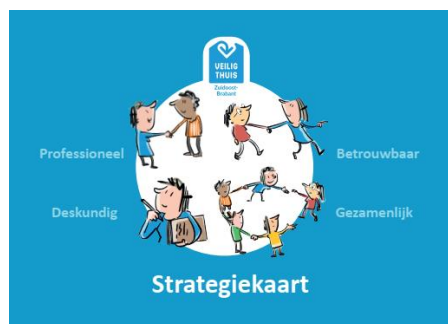 VEILIG
THUIS
Zuidoost-
Brabant
Professioneel
Betrouwbaar
Deskundig
Gezamenlijk
Strategiekaart